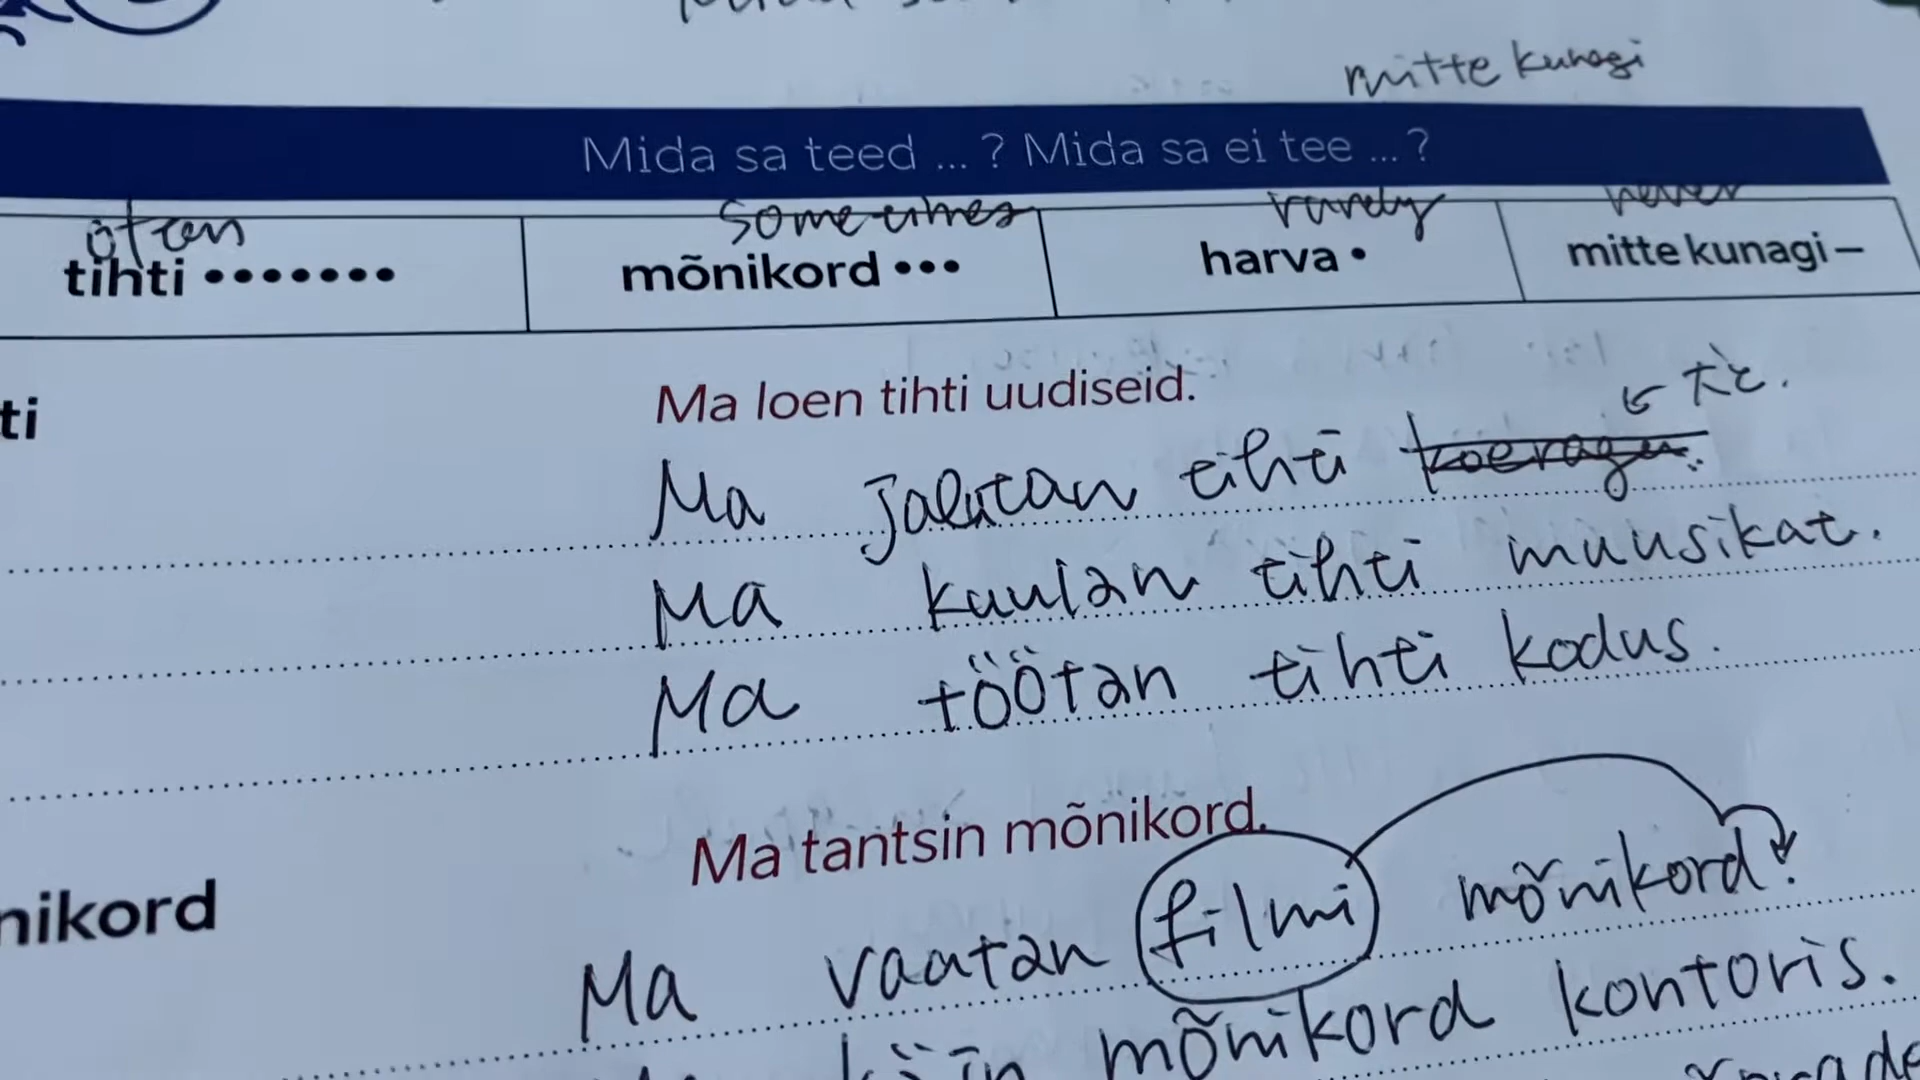 mitte kunagi
Mida sa teed ... ? Mida sa ei tee ... ?
often sometimes rarely never
tihti ••••••• mõnikord ••• harva • mitte kunagi –
ti
Ma loen tihti uudiseid.
Ma jalutan tihti koeraga.
Ma kuulan tihti muusikat.
Ma töötan tihti kodus.
Ma tantsin mõnikord.
nikord
Ma vaatan filmi mõnikord.
käin mõnikord kontoris.